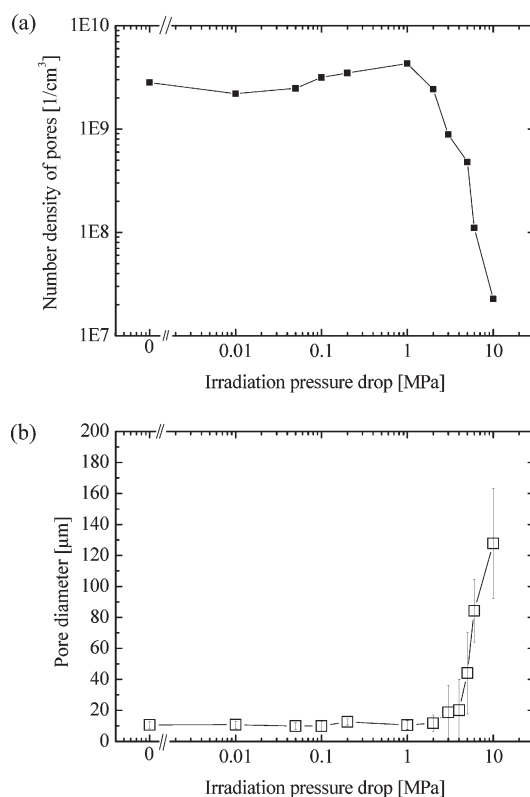 (a)
1E10
1E9
1E8
1E7
Number density of pores [1/cm³]
0 0.01 0.1 1 10
Irradiation pressure drop [MPa]
(b)
200
180
160
140
120
100
80
60
40
20
0
Pore diameter [μm]
0 0.01 0.1 1 10
Irradiation pressure drop [MPa]